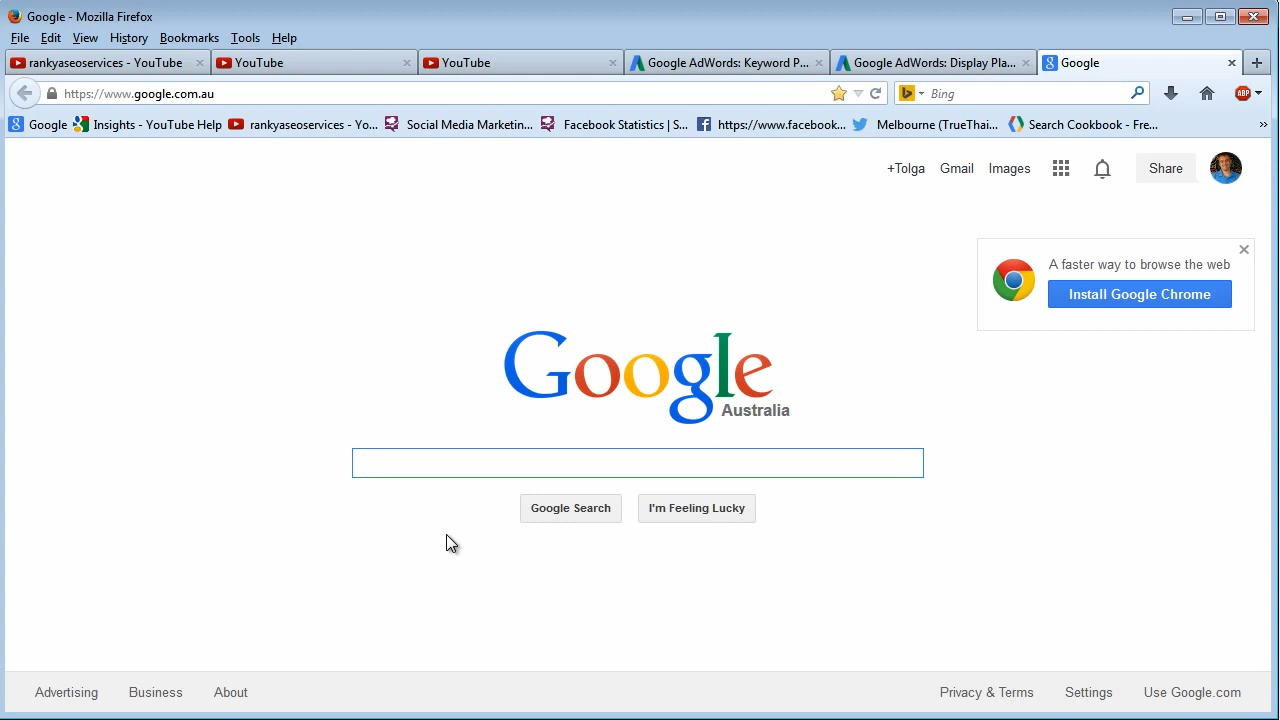 Google - Mozilla Firefox
File Edit View History Bookmarks Tools Help
rankyaseoservices - YouTube YouTube YouTube Google AdWords: Keyword P... Google AdWords: Display Pla... Google
https://www.google.com.au Bing ABP
Google Insights - YouTube Help rankyaseoservices - Yo... Social Media Marketin... Facebook Statistics | S... https://www.facebook... Melbourne (TrueThai... Search Cookbook - Fre...
+Tolga Gmail Images Share
A faster way to browse the web
Install Google Chrome
Google
Australia
Google Search I'm Feeling Lucky
Advertising Business About Privacy & Terms Settings Use Google.com